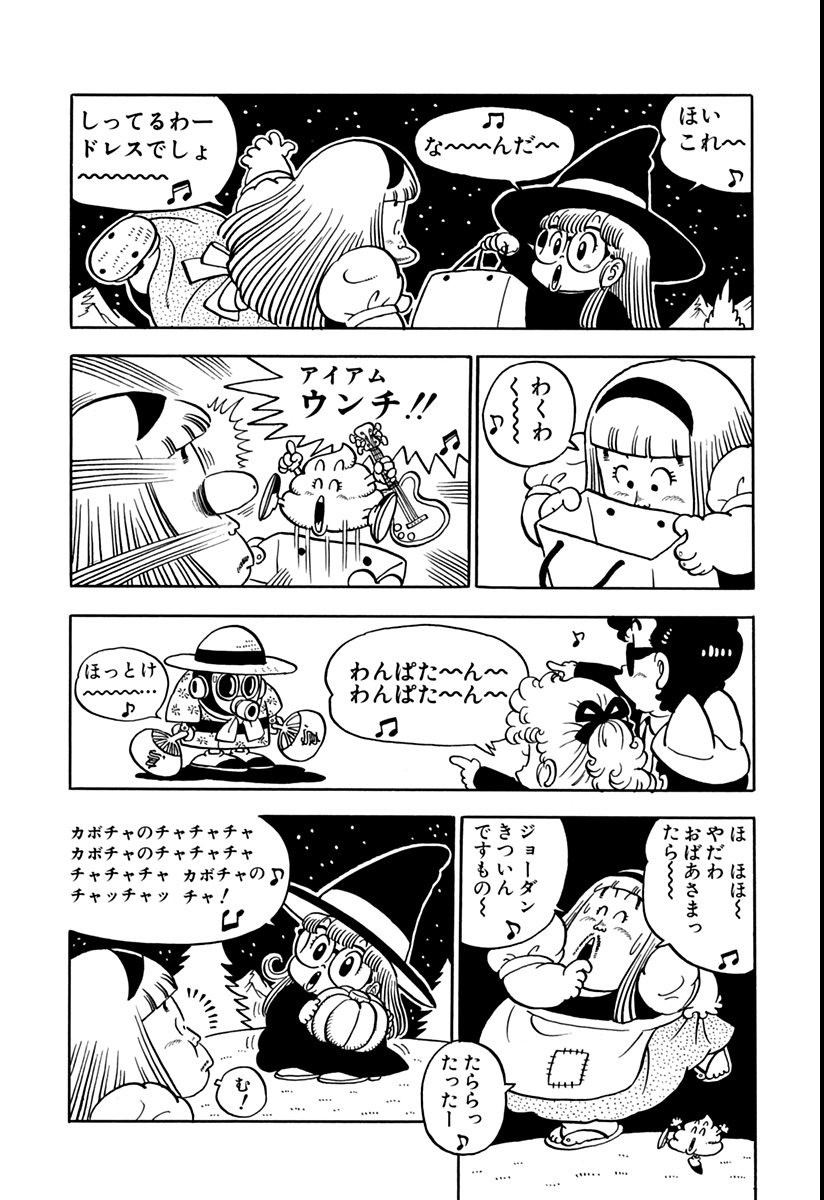 ほい
これ〜〜
♪
♫
な〜〜〜んだ〜
しってるわー
ドレスでしょ
〜〜〜〜〜〜
♫
わくわ
く〜〜〜
♪
アイアム
ウンチ!!
♫
♪
わんぱた〜〜ん〜
わんぱた〜〜ん〜
♫
ほっとけ
〜〜〜〜〜…
♪
ほ ほほ〜
やだわ
おばあさまっ
たら〜〜
♫
ジョーダン
きついん
ですもの〜
♪
たららっ
たったー
♪
カボチャのチャチャチャ
カボチャのチャチャチャ
チャチャチャ カボチャの
チャッチャッ チャ!
♪
♫
む!